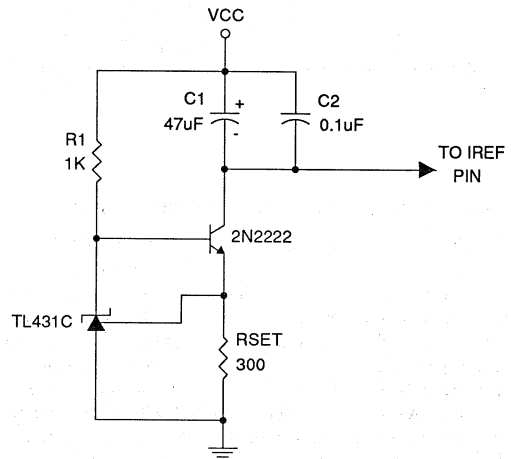 VCC
C1
+
47uF
-
C2
0.1uF
R1
1K
TO IREF
PIN
2N2222
TL431C
RSET
300